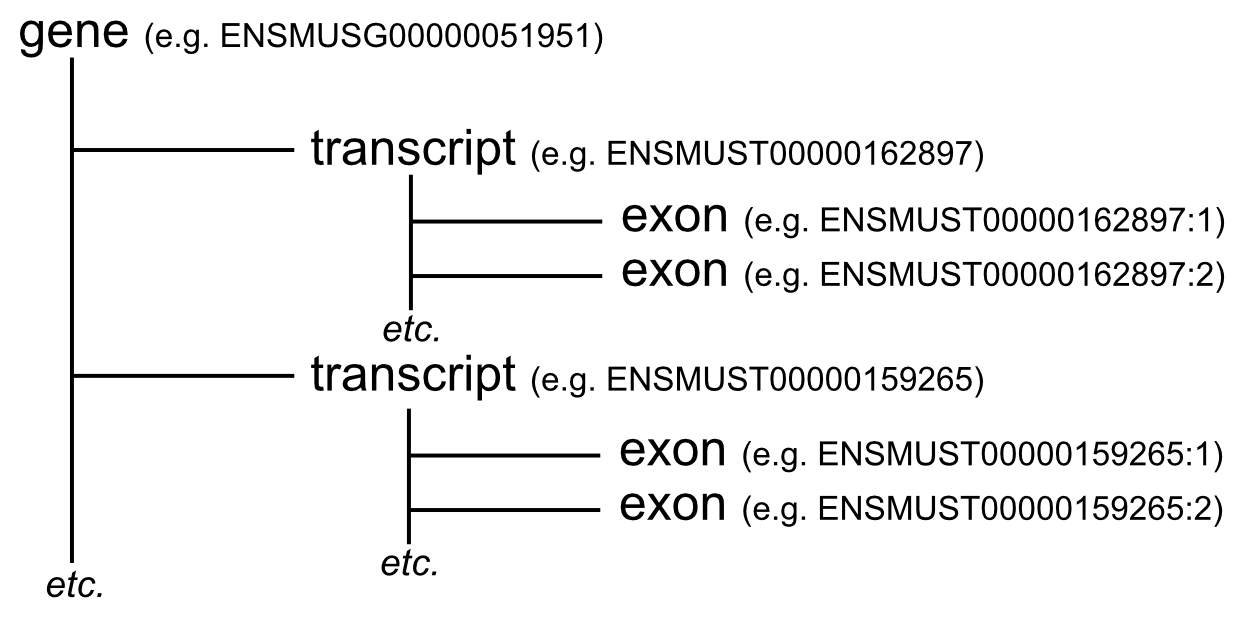 gene (e.g. ENSMUSG00000051951)
transcript (e.g. ENSMUST00000162897)
exon (e.g. ENSMUST00000162897:1)
exon (e.g. ENSMUST00000162897:2)
etc.
transcript (e.g. ENSMUST00000159265)
exon (e.g. ENSMUST00000159265:1)
exon (e.g. ENSMUST00000159265:2)
etc.
etc.